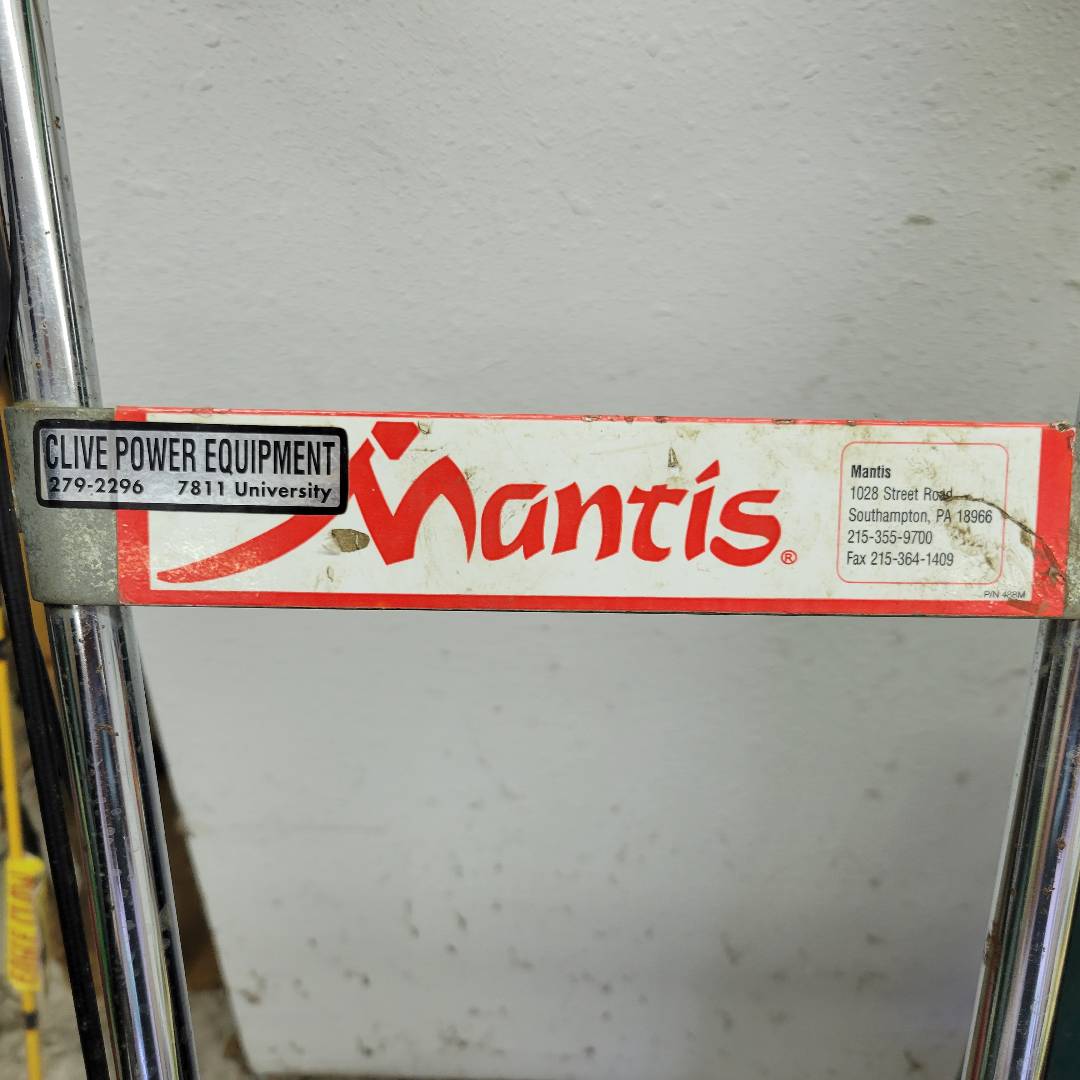 CLIVE POWER EQUIPMENT
279-2296 7811 University
Mantis®
Mantis
1028 Street Road
Southampton, PA 18966
215-355-9700
Fax 215-364-1409
P/N 488M